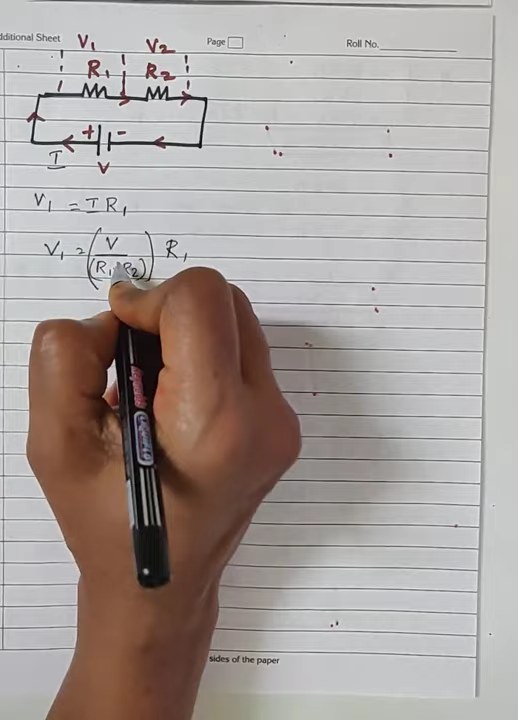 dditional Sheet
Page
Roll No.
V1 V2
R1 R2
+ -
I
V
V1 = IR1
V1 = (V/(R1+R2)) R1
sides of the paper